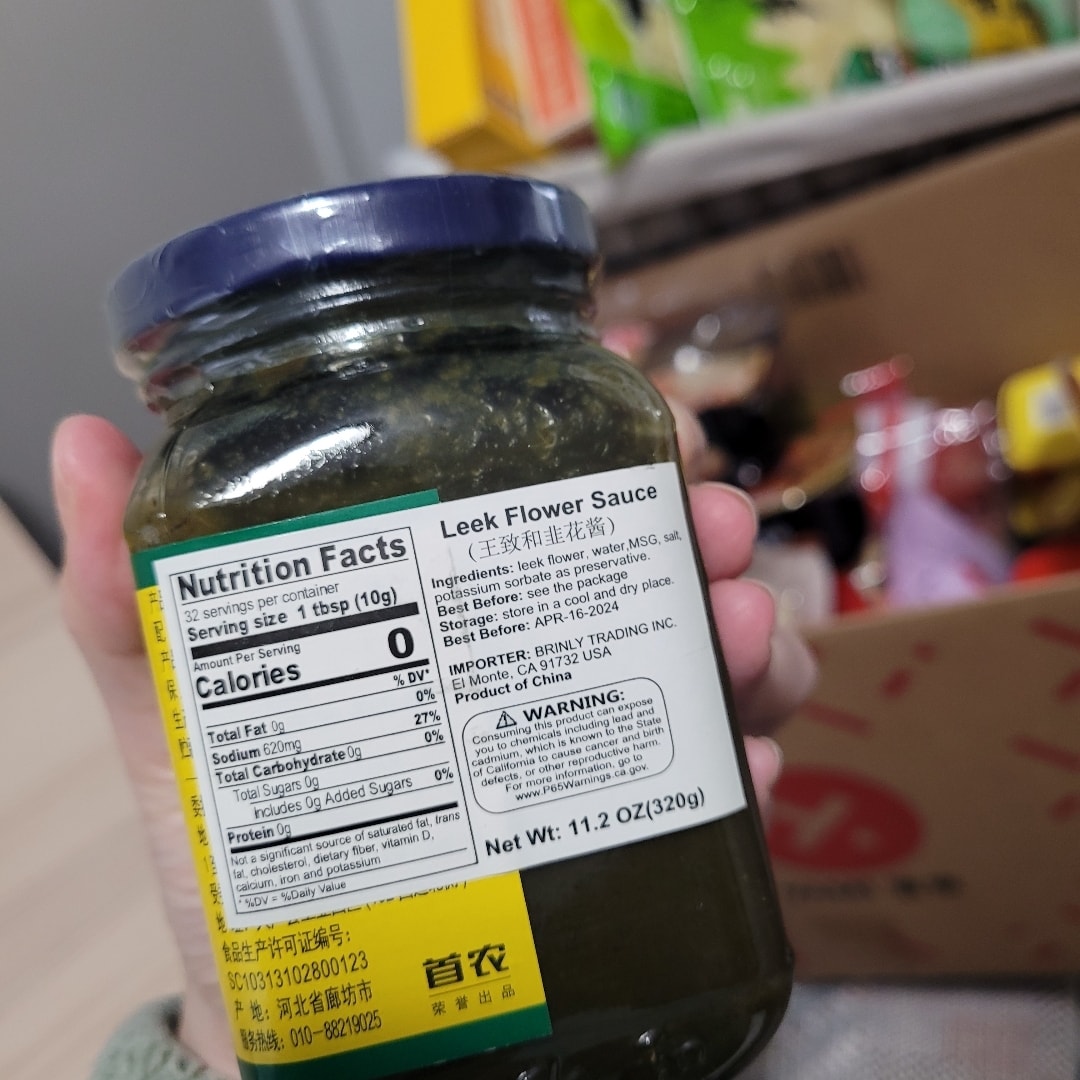 Nutrition Facts
32 servings per container
Serving size 1 tbsp (10g)
Amount Per Serving
Calories 0
% DV*
Total Fat 0g 0%
Sodium 620mg 27%
Total Carbohydrate 0g 0%
Total Sugars 0g
Includes 0g Added Sugars 0%
Protein 0g
Not a significant source of saturated fat, trans
fat, cholesterol, dietary fiber, vitamin D,
calcium, iron and potassium
* %DV = %Daily Value
Leek Flower Sauce
(王致和韭花酱)
Ingredients: leek flower, water,MSG, salt,
potassium sorbate as preservative.
Best Before: see the package
Storage: store in a cool and dry place.
Best Before: APR-16-2024
IMPORTER: BRINLY TRADING INC.
El Monte, CA 91732 USA
Product of China
WARNING:
Consuming this product can expose
you to chemicals including lead and
cadmium, which is known to the State
of California to cause cancer and birth
defects, or other reproductive harm.
For more information, go to
www.P65Warnings.ca.gov.
Net Wt: 11.2 OZ(320g)
食品生产许可证编号:
SC10313102800123
产 地: 河北省廊坊市
服务热线: 010-88219025
首农
荣誉出品